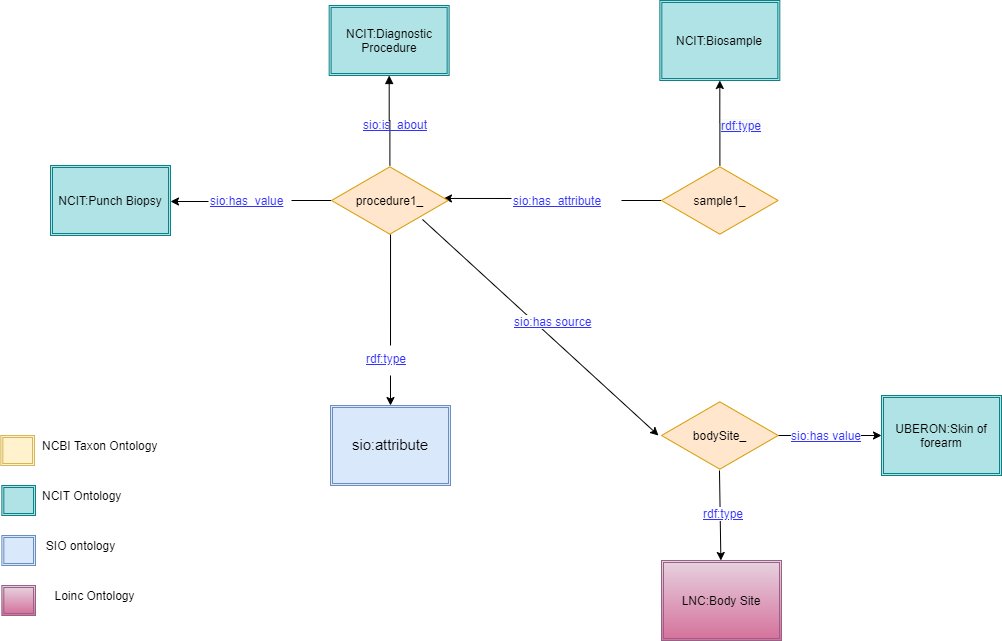 NCIT:Diagnostic
Procedure
NCIT:Biosample
sio:is_about
rdf:type
NCIT:Punch Biopsy
sio:has_value
procedure1_
sio:has_attribute
sample1_
sio:has source
rdf:type
sio:attribute
bodySite_
sio:has value
UBERON:Skin of
forearm
NCBI Taxon Ontology
NCIT Ontology
rdf:type
SIO ontology
Loinc Ontology
LNC:Body Site